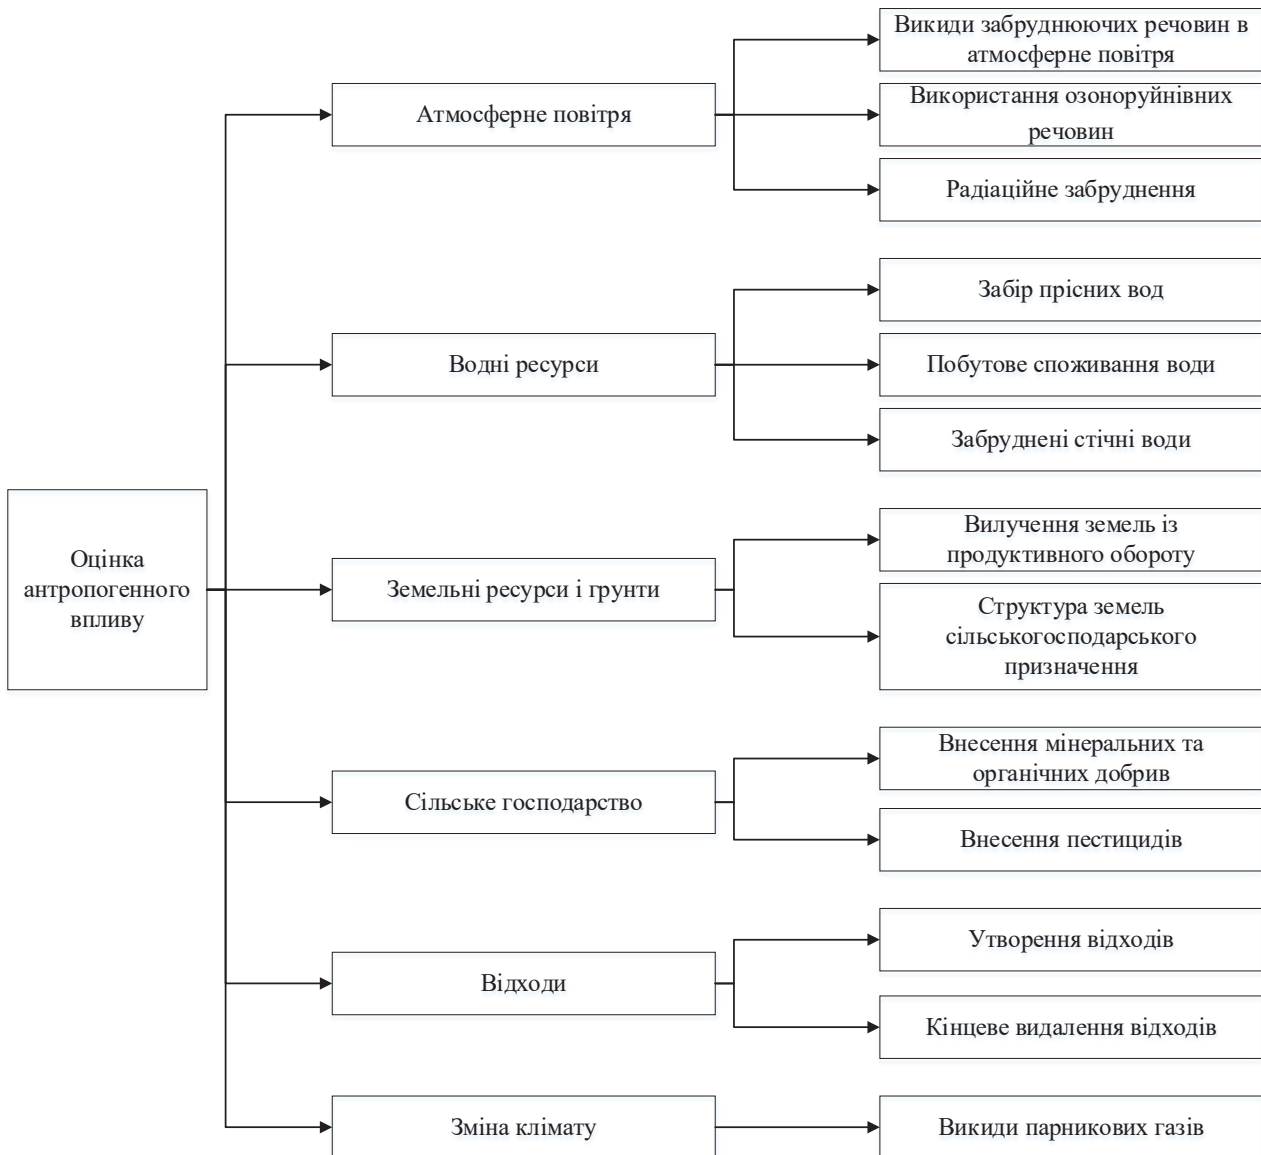 Оцінка
антропогенного
впливу
Атмосферне повітря
Викиди забруднюючих речовин в
атмосферне повітря
Використання озоноруйнівних
речовин
Радіаційне забруднення
Водні ресурси
Забір прісних вод
Побутове споживання води
Забруднені стічні води
Земельні ресурси і грунти
Вилучення земель із
продуктивного обороту
Структура земель
сільськогосподарського
призначення
Сільське господарство
Внесення мінеральних та
органічних добрив
Внесення пестицидів
Відходи
Утворення відходів
Кінцеве видалення відходів
Зміна клімату
Викиди парникових газів